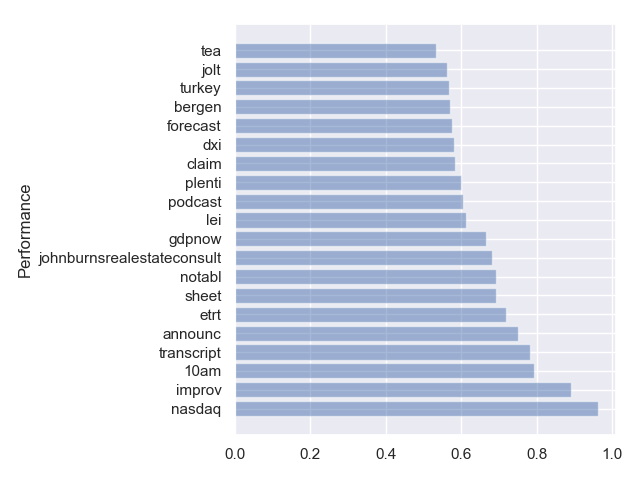 tea
jolt
turkey
bergen
forecast
dxi
claim
plenti
podcast
lei
gdpnow
johnburnsrealestateconsult
notabl
sheet
etrt
announc
transcript
10am
improv
nasdaq
Performance
0.0 0.2 0.4 0.6 0.8 1.0